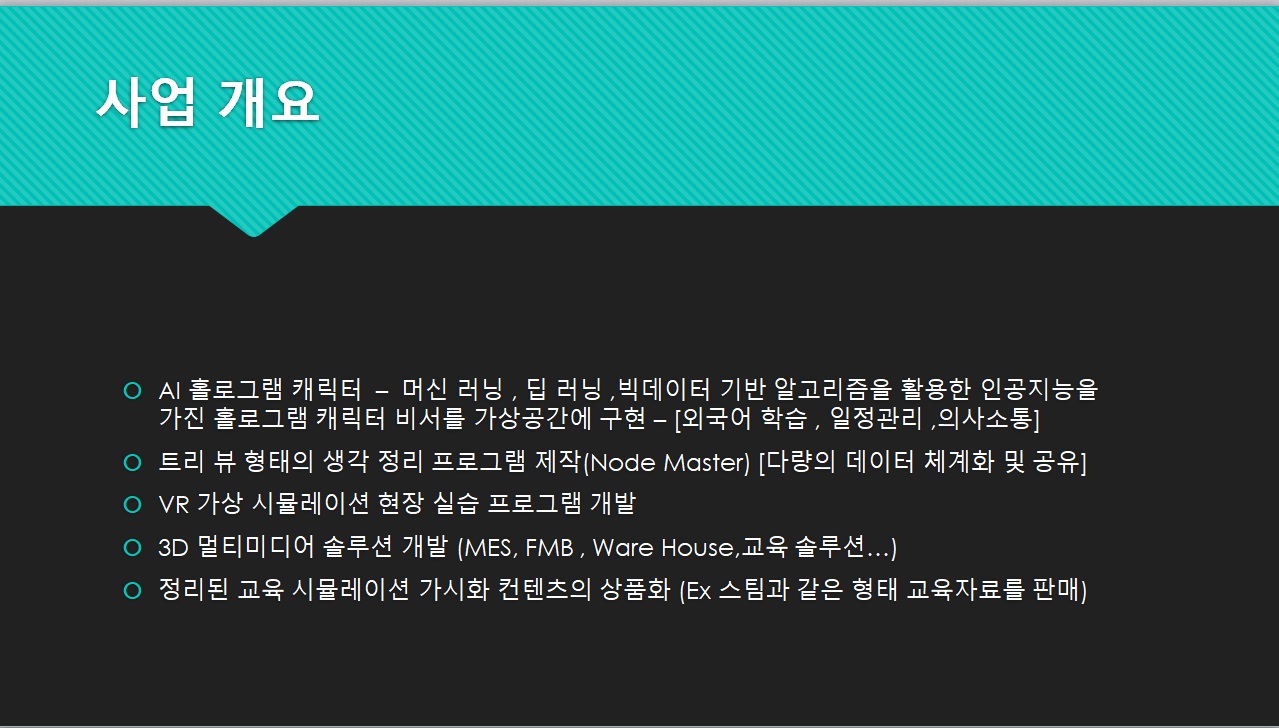 사업 개요
AI 홀로그램 캐릭터 – 머신 러닝 , 딥 러닝 ,빅데이터 기반 알고리즘을 활용한 인공지능을
가진 홀로그램 캐릭터 비서를 가상공간에 구현 – [외국어 학습 , 일정관리 ,의사소통]
트리 뷰 형태의 생각 정리 프로그램 제작(Node Master) [다량의 데이터 체계화 및 공유]
VR 가상 시뮬레이션 현장 실습 프로그램 개발
3D 멀티미디어 솔루션 개발 (MES, FMB , Ware House,교육 솔루션…)
정리된 교육 시뮬레이션 가시화 컨텐츠의 상품화 (Ex 스팀과 같은 형태 교육자료를 판매)